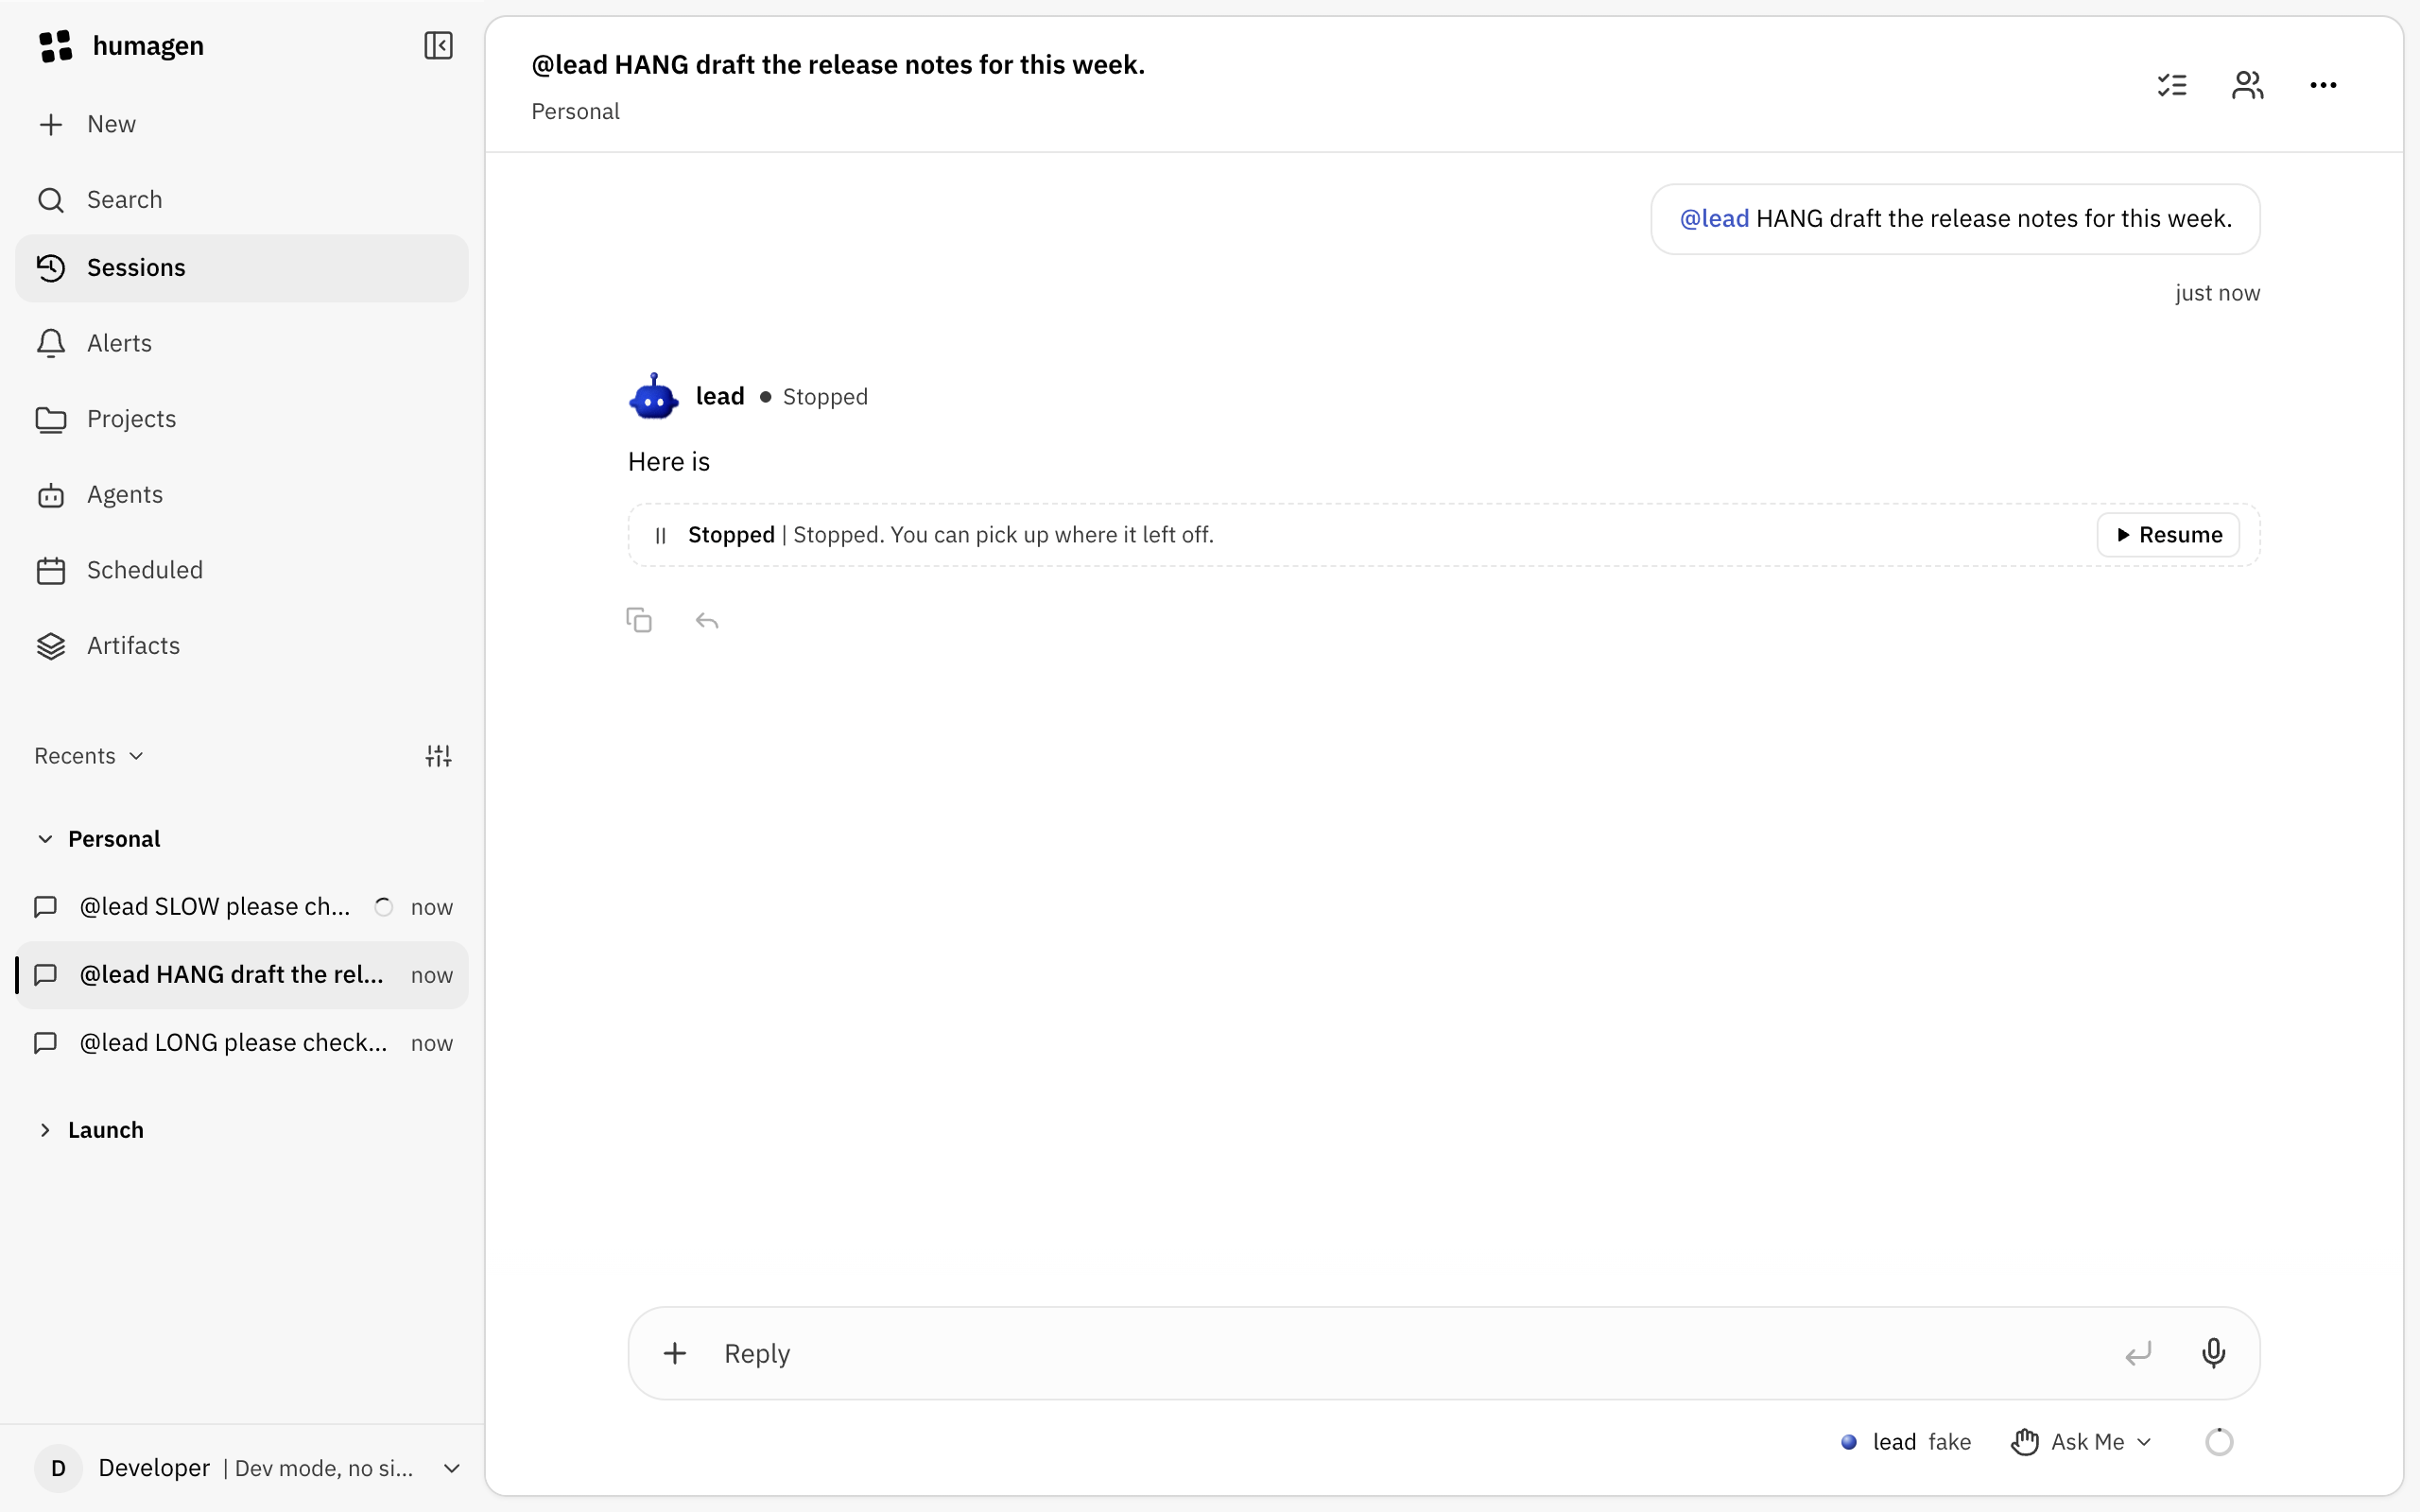 humagen
New
Search
Sessions
Alerts
Projects
Agents
Scheduled
Artifacts
Recents
Personal
@lead SLOW please ch... now
@lead HANG draft the rel... now
@lead LONG please check... now
Launch
D Developer | Dev mode, no si...
@lead HANG draft the release notes for this week.
Personal
@lead HANG draft the release notes for this week.
just now
lead Stopped
Here is
Stopped | Stopped. You can pick up where it left off. Resume
Reply
lead fake Ask Me